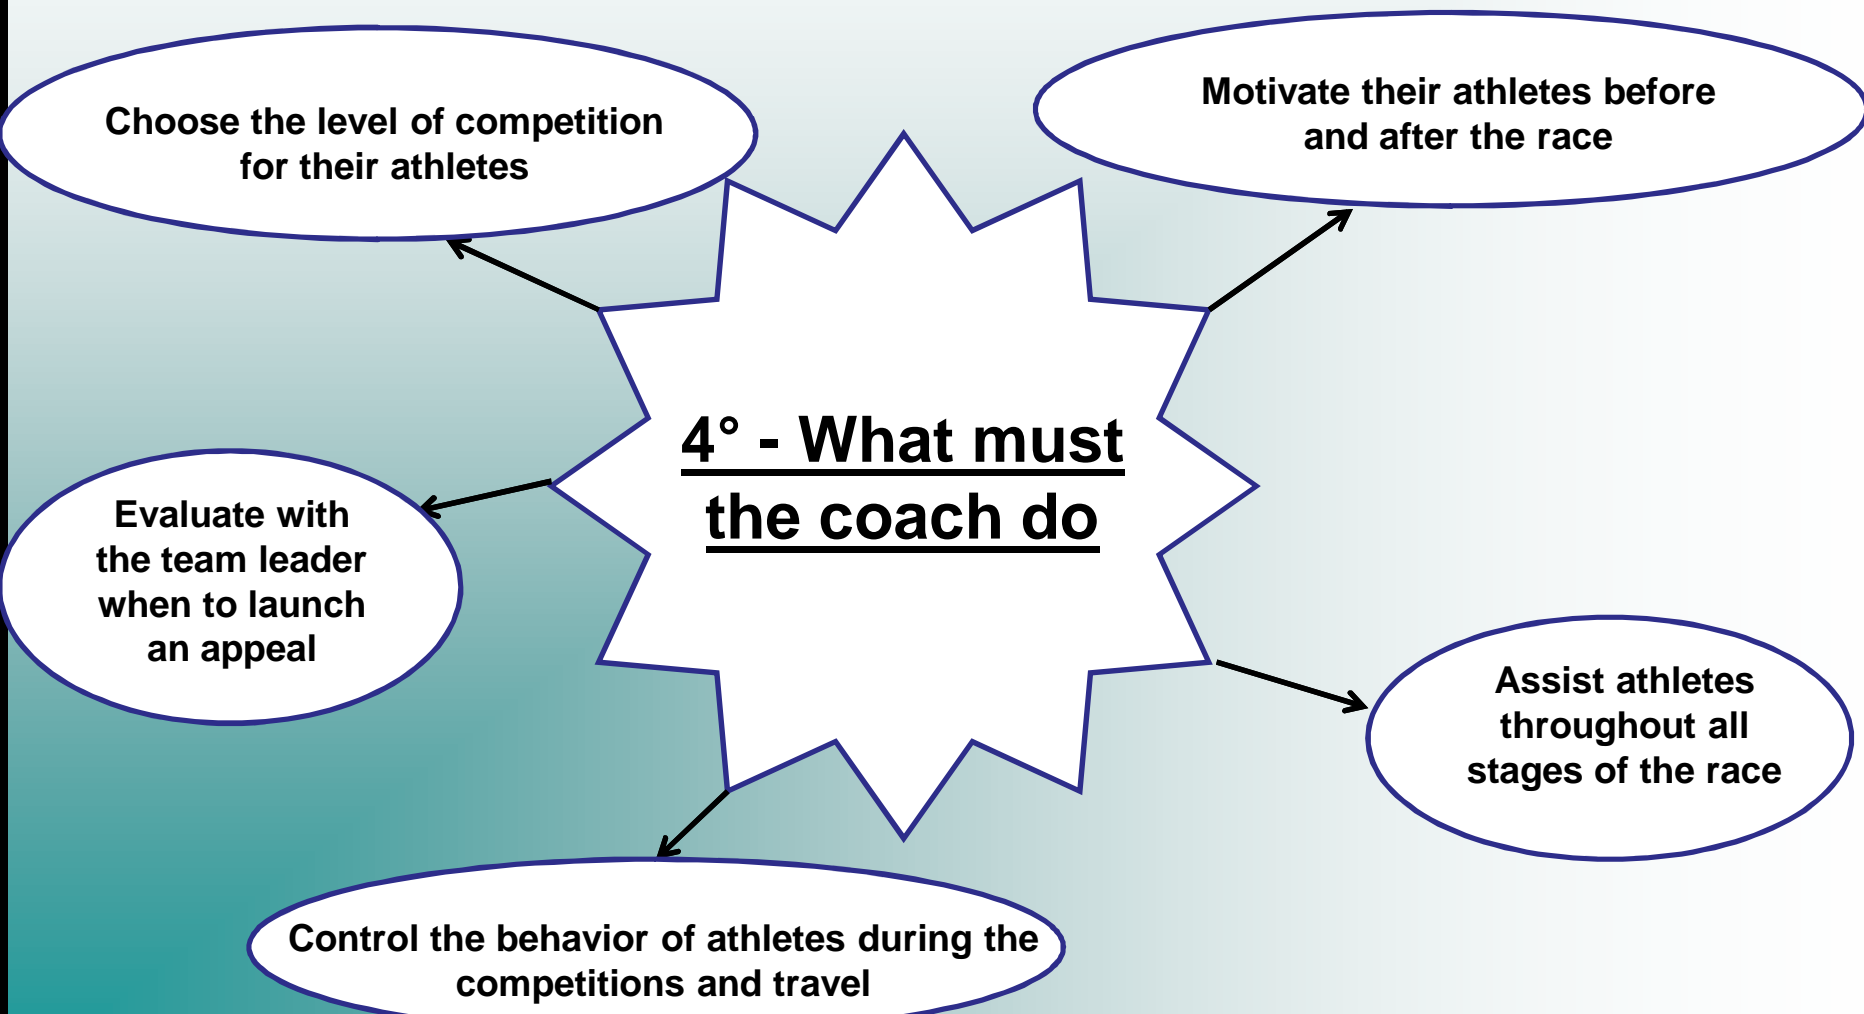 Choose the level of competition
for their athletes
Motivate their athletes before
and after the race
4° - What must
the coach do
Evaluate with
the team leader
when to launch
an appeal
Assist athletes
throughout all
stages of the race
Control the behavior of athletes during the
competitions and travel